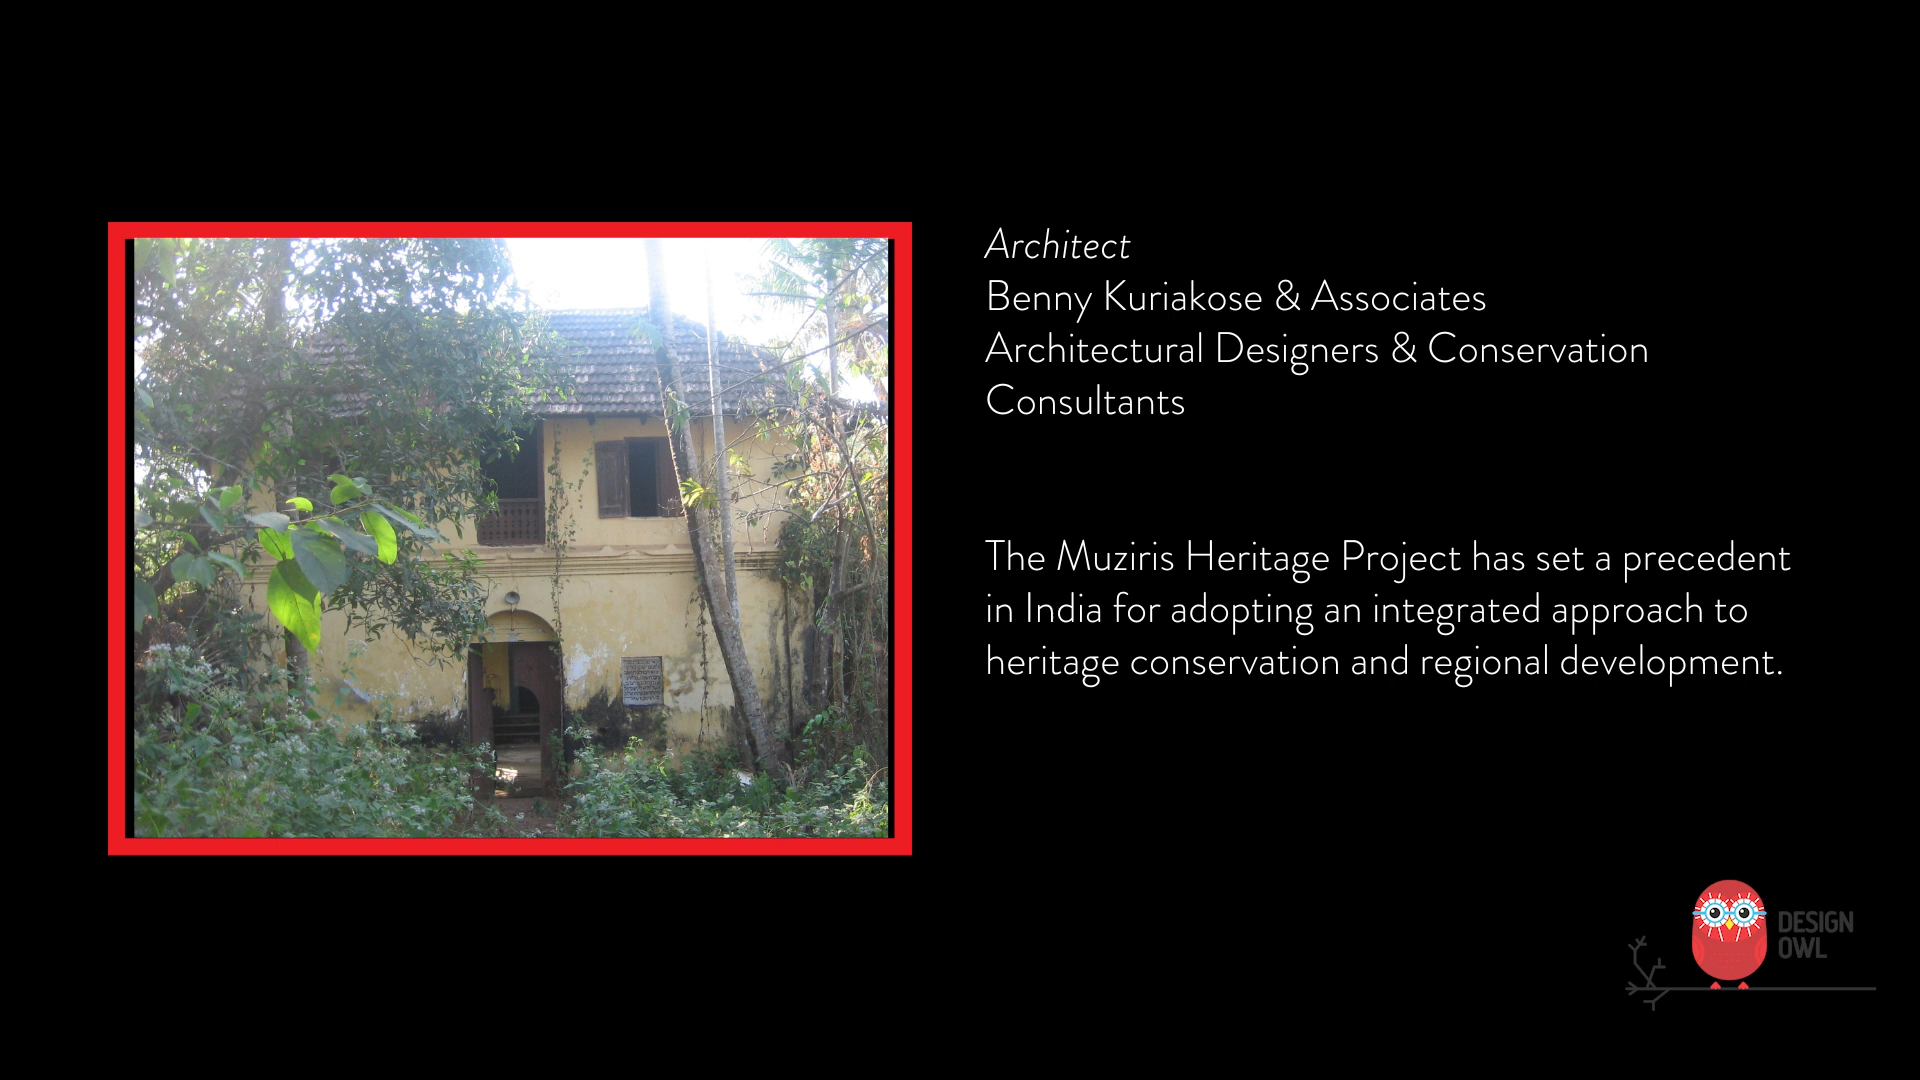 Architect
Benny Kuriakose & Associates
Architectural Designers & Conservation
Consultants
The Muziris Heritage Project has set a precedent
in India for adopting an integrated approach to
heritage conservation and regional development.
DESIGN
OWL